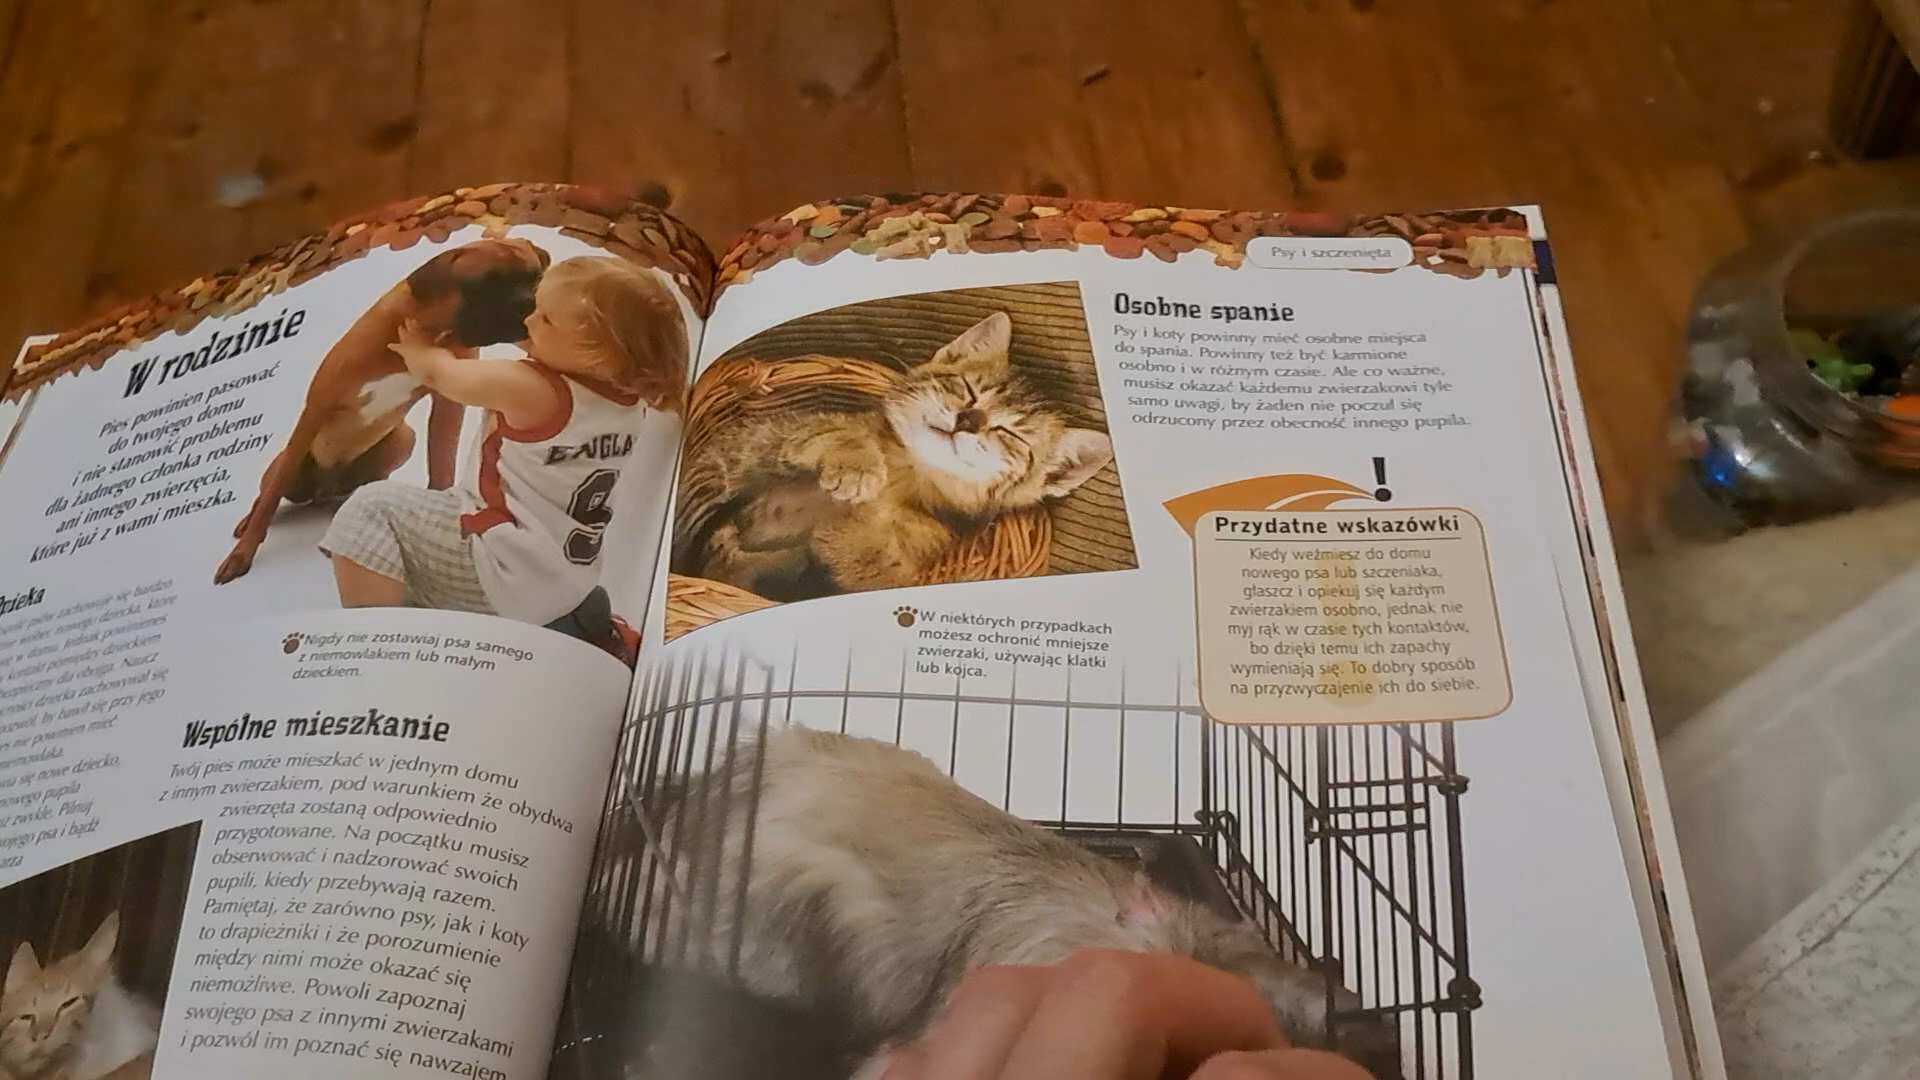 W rodzinie
Pies powinien pasować
do twojego domu
i nie stanowić problemu
dla żadnego członka rodziny
ani innego zwierzęcia,
które już z wami mieszka.
ENGLA
9
Nigdy nie zostawiaj psa samego
z niemowlakiem lub małym
dzieckiem.
Wspólne mieszkanie
Twój pies może mieszkać w jednym domu
z innym zwierzakiem, pod warunkiem że obydwa
zwierzęta zostaną odpowiednio
przygotowane. Na początku musisz
obserwować i nadzorować swoich
pupili, kiedy przebywają razem.
Pamiętaj, że zarówno psy, jak i koty
to drapieżniki i że porozumienie
między nimi może okazać się
niemożliwe. Powoli zapoznaj
swojego psa z innymi zwierzakami
i pozwól im poznać się nawzajem
Psy i szczenięta
Osobne spanie
Psy i koty powinny mieć osobne miejsca
do spania. Powinny też być karmione
osobno i w różnym czasie. Ale co ważne,
musisz okazać każdemu zwierzakowi tyle
samo uwagi, by żaden nie poczuł się
odrzucony przez obecność innego pupila.
W niektórych przypadkach
możesz ochronić mniejsze
zwierzaki, używając klatki
lub kojca.
!
Przydatne wskazówki
Kiedy weźmiesz do domu
nowego psa lub szczeniaka,
głaszcz i opiekuj się każdym
zwierzakiem osobno, jednak nie
myj rąk w czasie tych kontaktów,
bo dzięki temu ich zapachy
wymieniają się. To dobry sposób
na przyzwyczajenie ich do siebie.